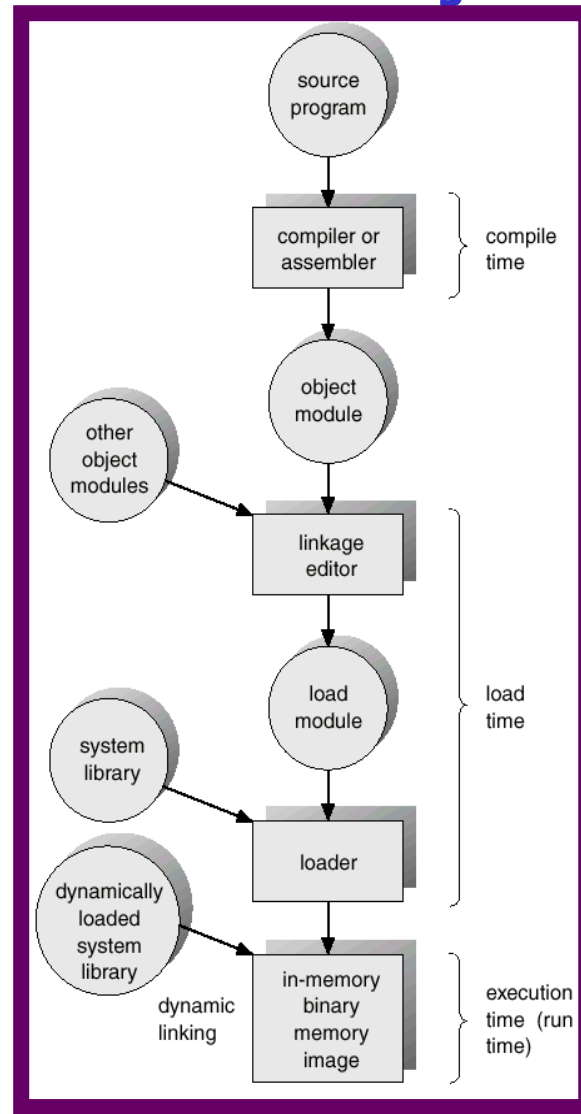 source
program
compiler or
assembler
compile
time
object
module
other
object
modules
linkage
editor
load
module
load
time
system
library
loader
dynamically
loaded
system
library
dynamic
linking
in-memory
binary
memory
image
execution
time (run
time)